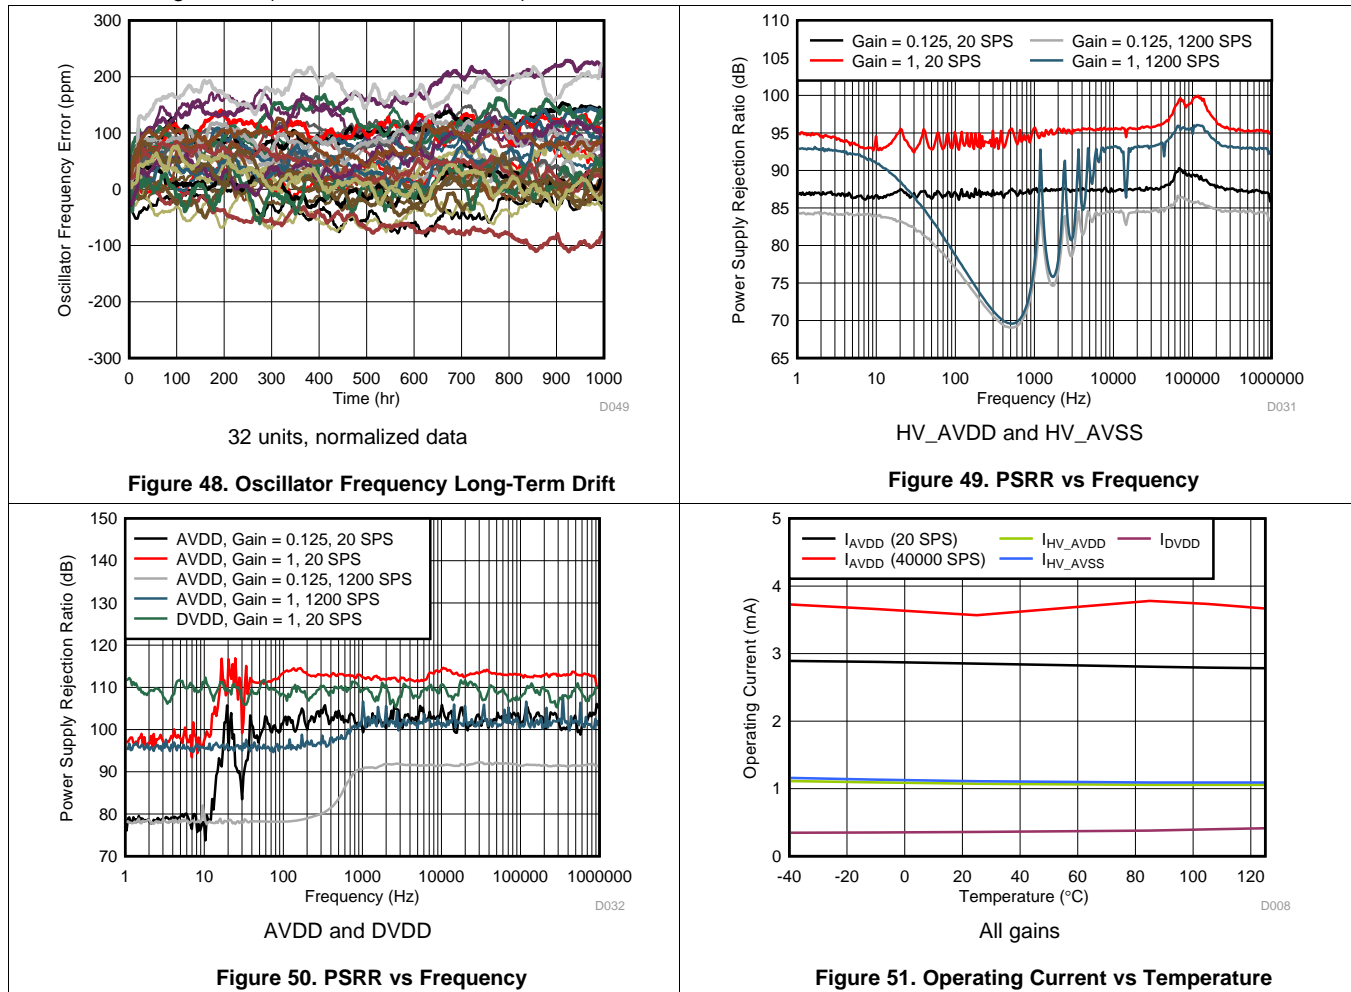 300
200
100
0
-100
-200
-300
0 100 200 300 400 500 600 700 800 900 1000
Oscillator Frequency Error (ppm)
Time (hr)
D049
32 units, normalized data
Figure 48. Oscillator Frequency Long-Term Drift
110
105
100
95
90
85
80
75
70
65
1 10 100 1000 10000 100000 1000000
Power Supply Rejection Ratio (dB)
Frequency (Hz)
D031
Gain = 0.125, 20 SPS
Gain = 1, 20 SPS
Gain = 0.125, 1200 SPS
Gain = 1, 1200 SPS
HV_AVDD and HV_AVSS
Figure 49. PSRR vs Frequency
150
140
130
120
110
100
90
80
70
1 10 100 1000 10000 100000 1000000
Power Supply Rejection Ratio (dB)
Frequency (Hz)
D032
AVDD, Gain = 0.125, 20 SPS
AVDD, Gain = 1, 20 SPS
AVDD, Gain = 0.125, 1200 SPS
AVDD, Gain = 1, 1200 SPS
DVDD, Gain = 1, 20 SPS
AVDD and DVDD
Figure 50. PSRR vs Frequency
5
4
3
2
1
0
-40 -20 0 20 40 60 80 100 120
Operating Current (mA)
Temperature (°C)
D008
IAVDD (20 SPS)
IAVDD (40000 SPS)
IHV_AVDD
IHV_AVSS
IDVDD
All gains
Figure 51. Operating Current vs Temperature